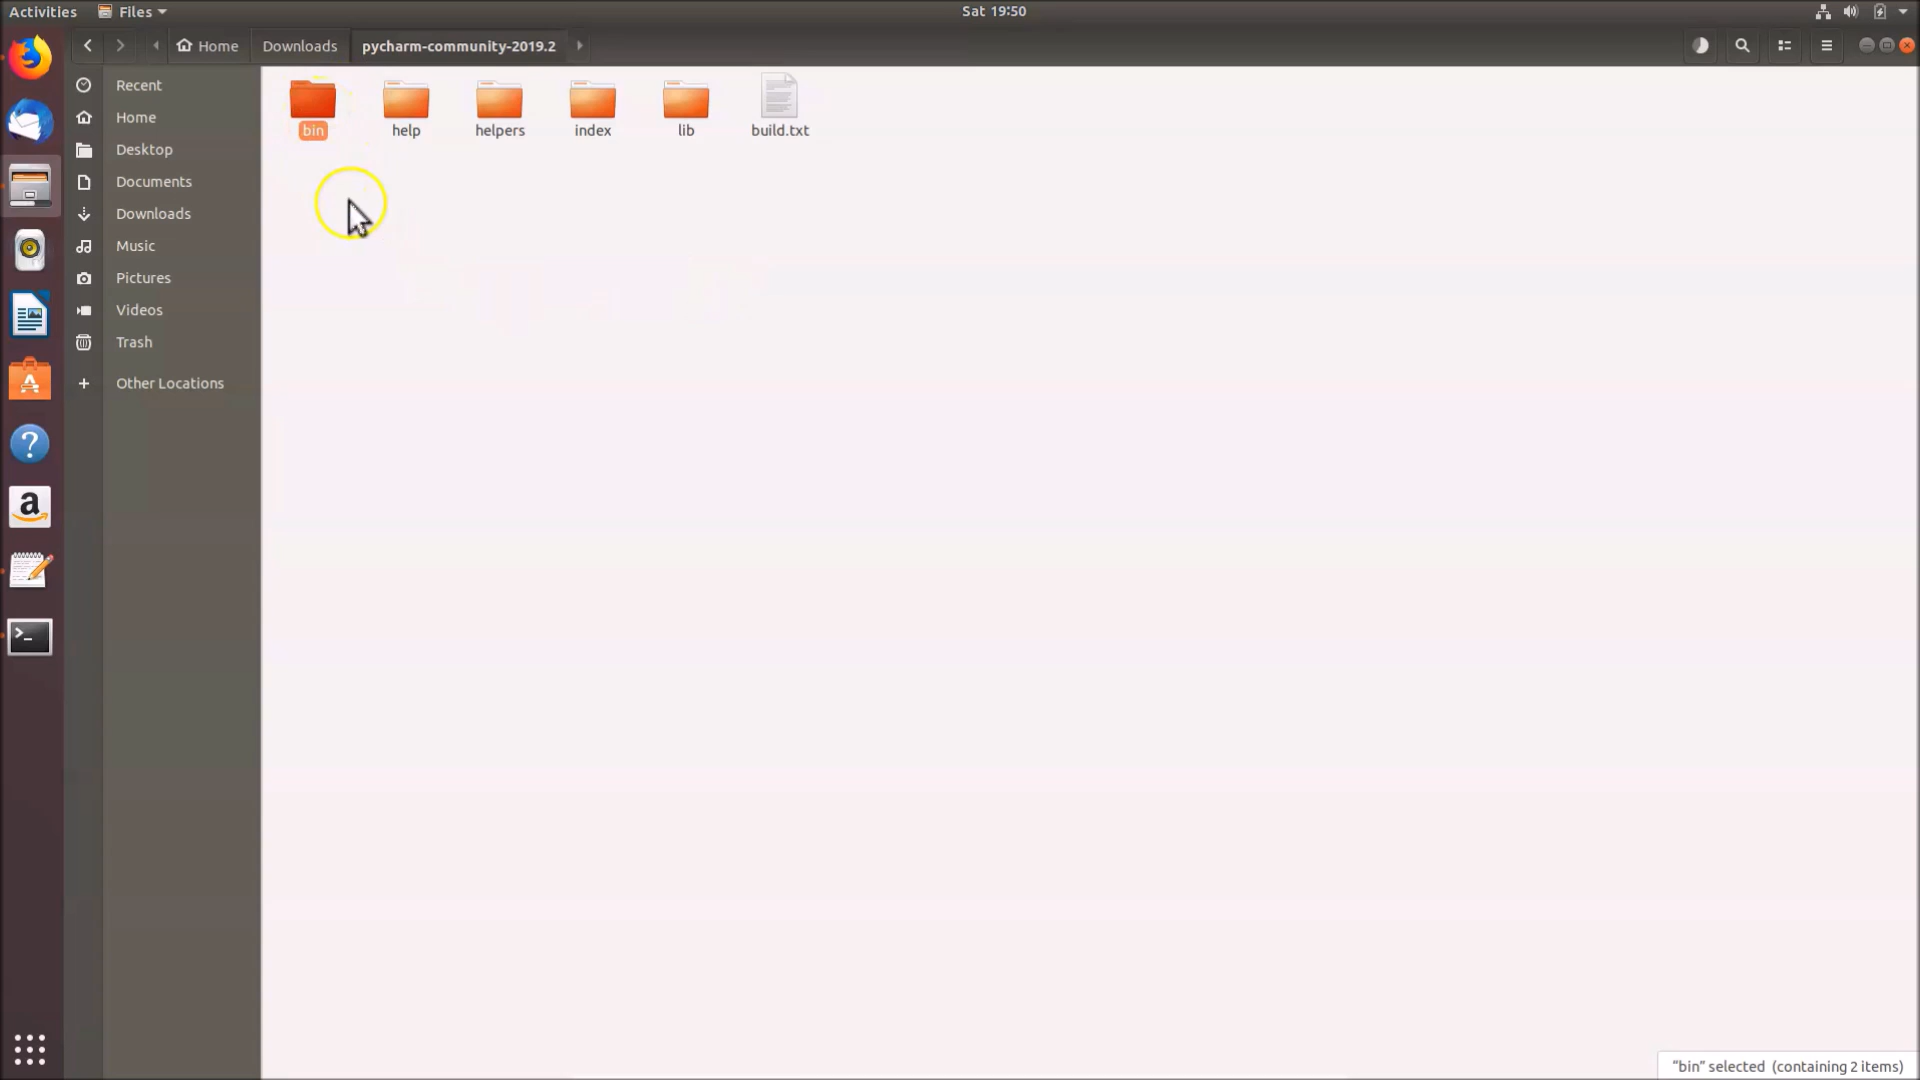 Activities Files Sat 19:50
Home Downloads pycharm-community-2019.2
Recent
Home
Desktop
Documents
Downloads
Music
Pictures
Videos
Trash
Other Locations
bin help helpers index lib build.txt
"bin" selected (containing 2 items)